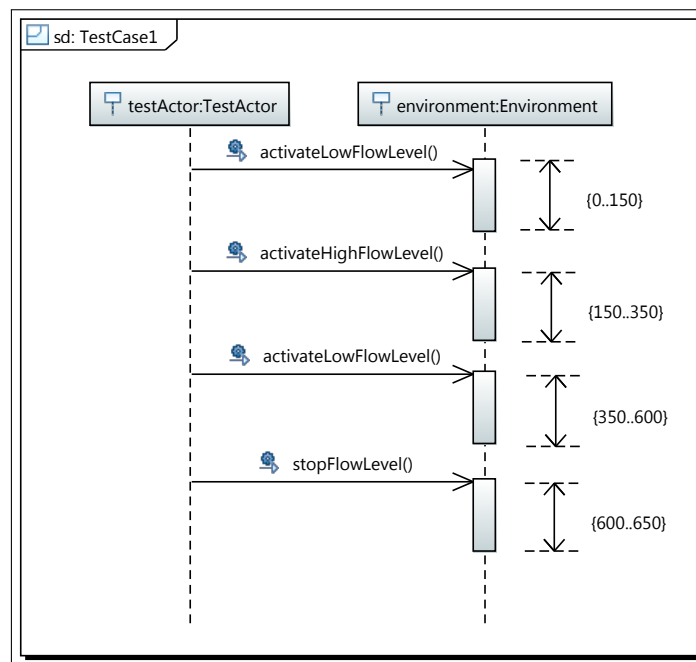 sd: TestCase1
testActor:TestActor
environment:Environment
activateLowFlowLevel()
{0..150}
activateHighFlowLevel()
{150..350}
activateLowFlowLevel()
{350..600}
stopFlowLevel()
{600..650}